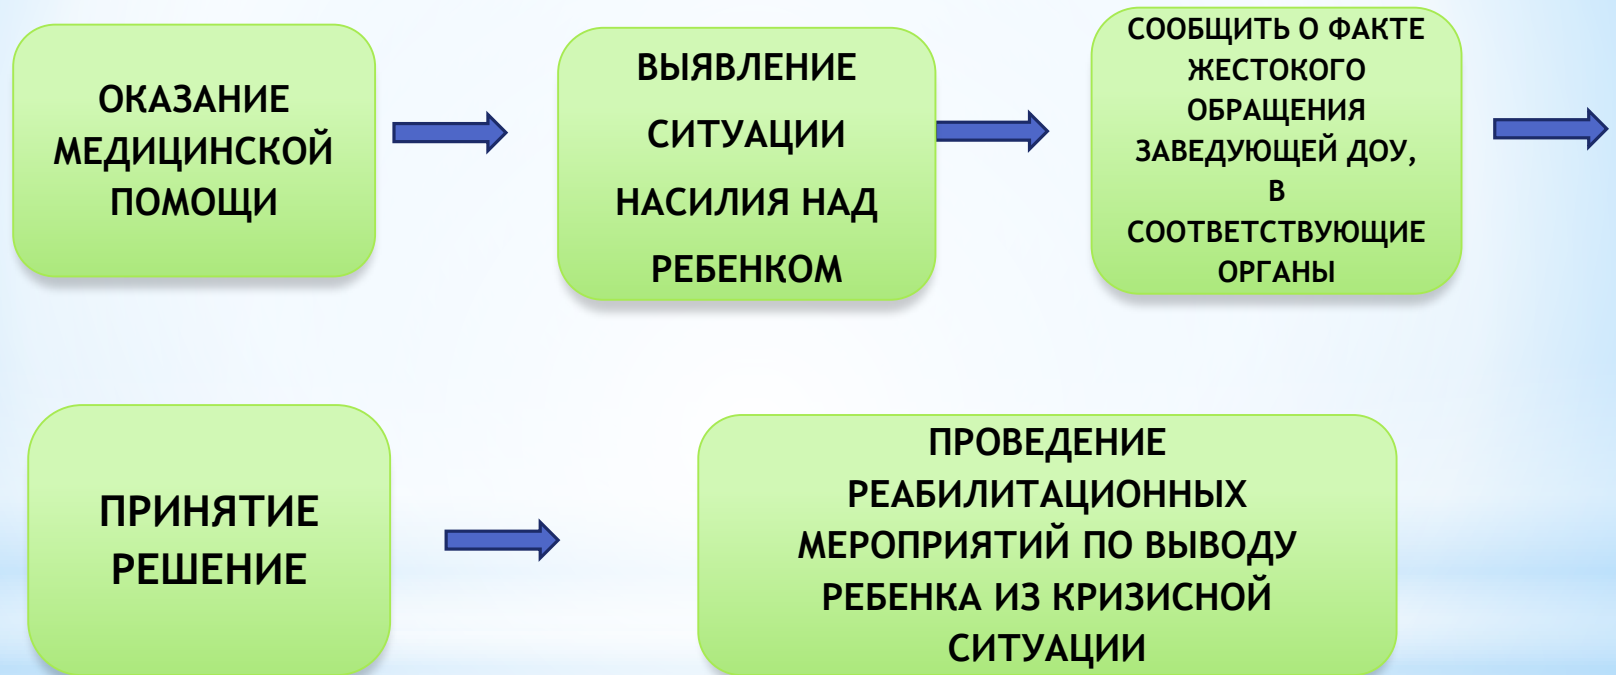 ОКАЗАНИЕ
МЕДИЦИНСКОЙ
ПОМОЩИ
ВЫЯВЛЕНИЕ
СИТУАЦИИ
НАСИЛИЯ НАД
РЕБЕНКОМ
СООБЩИТЬ О ФАКТЕ
ЖЕСТОКОГО
ОБРАЩЕНИЯ
ЗАВЕДУЮЩЕЙ ДОУ,
В
СООТВЕТСТВУЮЩИЕ
ОРГАНЫ
ПРИНЯТИЕ
РЕШЕНИЕ
ПРОВЕДЕНИЕ
РЕАБИЛИТАЦИОННЫХ
МЕРОПРИЯТИЙ ПО ВЫВОДУ
РЕБЕНКА ИЗ КРИЗИСНОЙ
СИТУАЦИИ